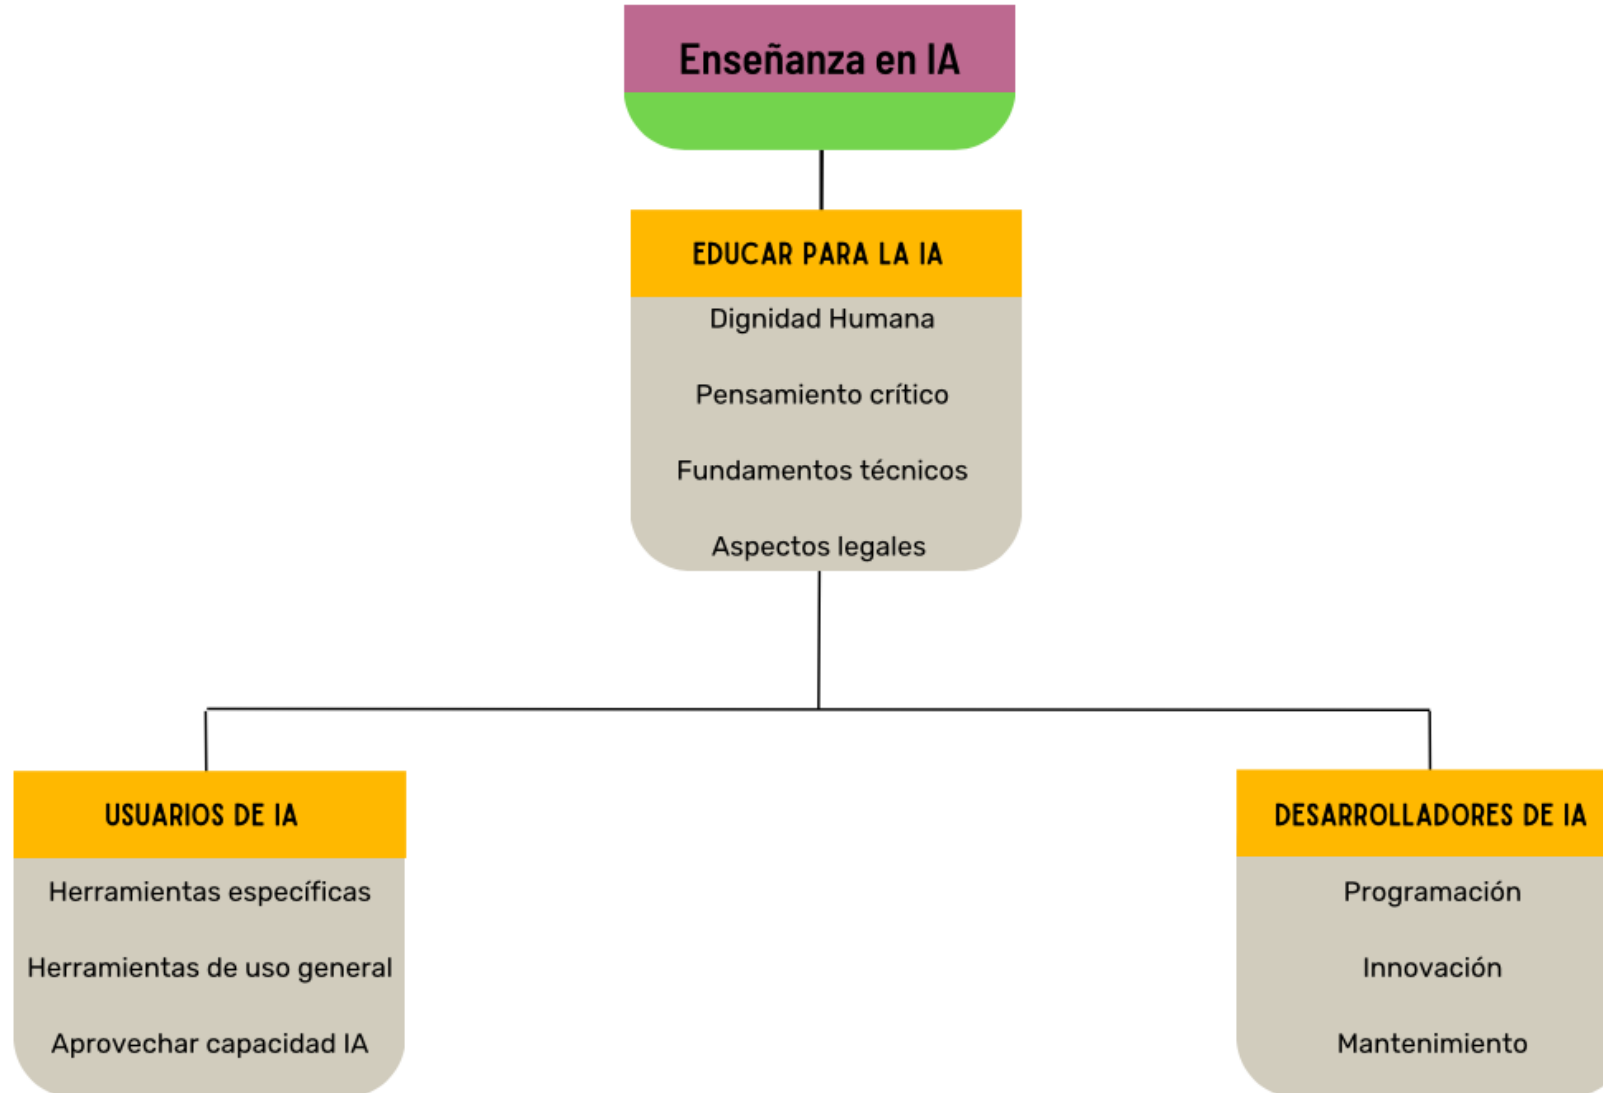 Enseñanza en IA
EDUCAR PARA LA IA
Dignidad Humana
Pensamiento crítico
Fundamentos técnicos
Aspectos legales
USUARIOS DE IA
Herramientas específicas
Herramientas de uso general
Aprovechar capacidad IA
DESARROLLADORES DE IA
Programación
Innovación
Mantenimiento